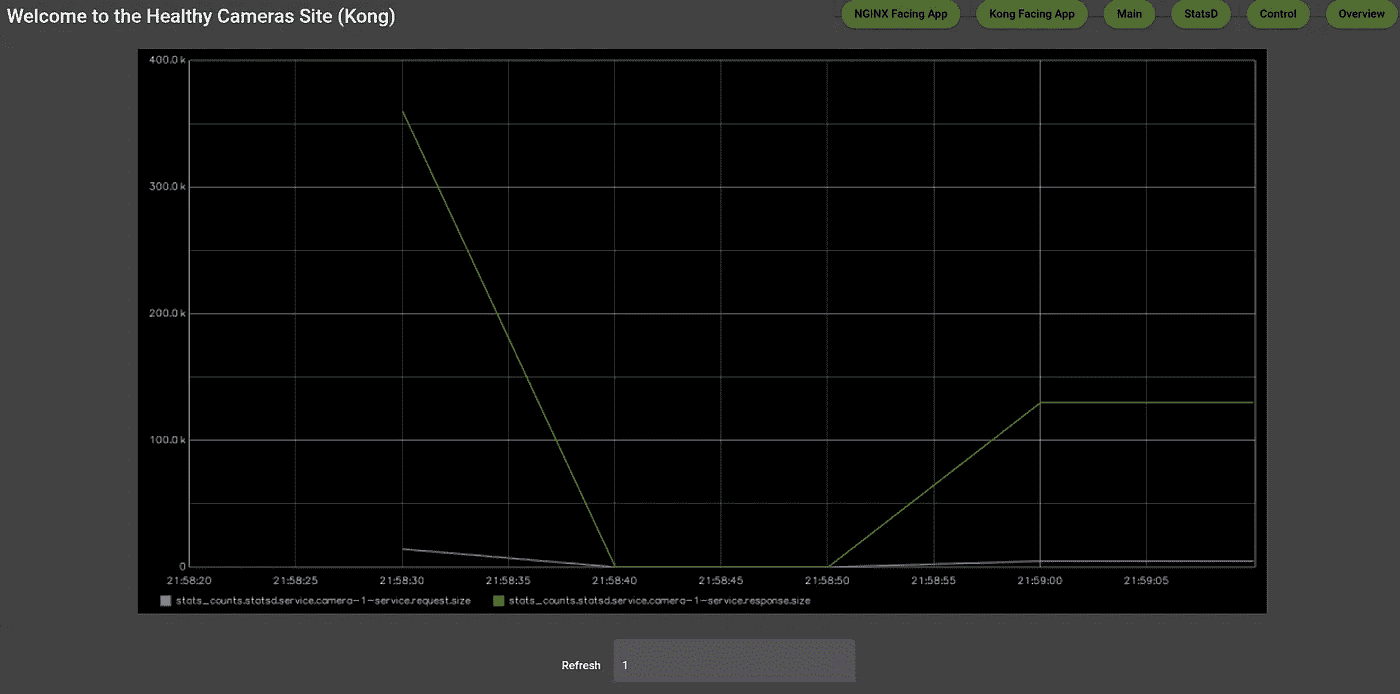 Welcome to the Healthy Cameras Site (Kong)
NGINX Facing App Kong Facing App Main StatsD Control Overview
400.0 k
300.0 k
200.0 k
100.0 k
0
21:58:20 21:58:25 21:58:30 21:58:35 21:58:40 21:58:45 21:58:50 21:58:55 21:59:00 21:59:05
stats_counts.statsd.service.camera-1-service.request.size stats_counts.statsd.service.camera-1-service.response.size
Refresh 1